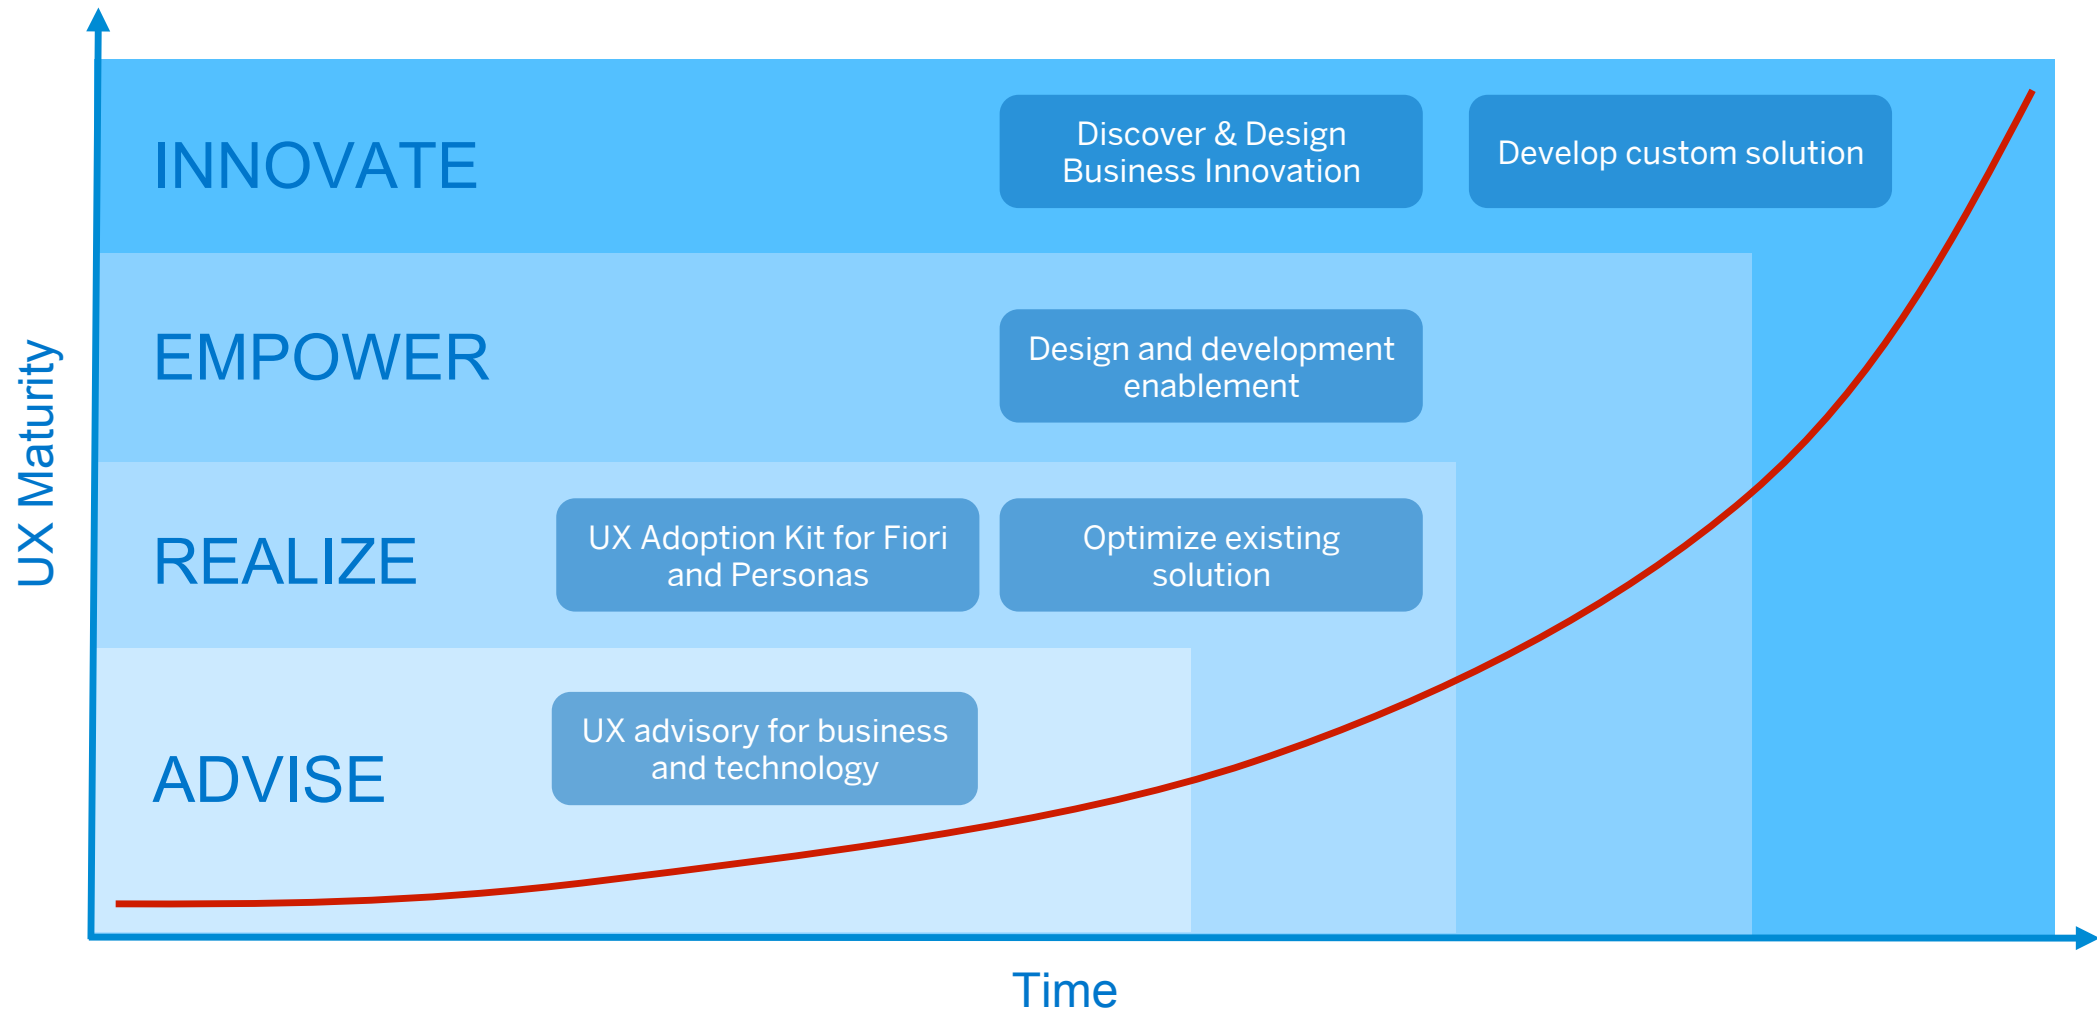 INNOVATE
Discover & Design
Business Innovation
Develop custom solution
EMPOWER
Design and development
enablement
UX Maturity
REALIZE
UX Adoption Kit for Fiori
and Personas
Optimize existing
solution
ADVISE
UX advisory for business
and technology
Time